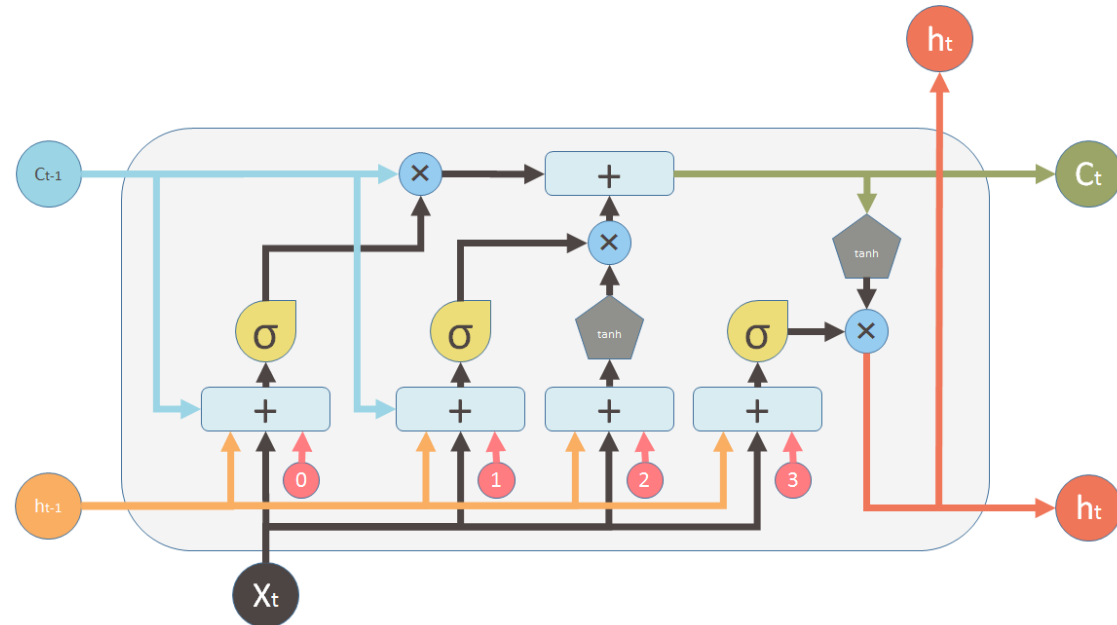 ht
Ct-1
×
+
Ct
×
tanh
σ
σ
tanh
σ
×
+
+
+
+
0
1
2
3
ht-1
ht
Xt